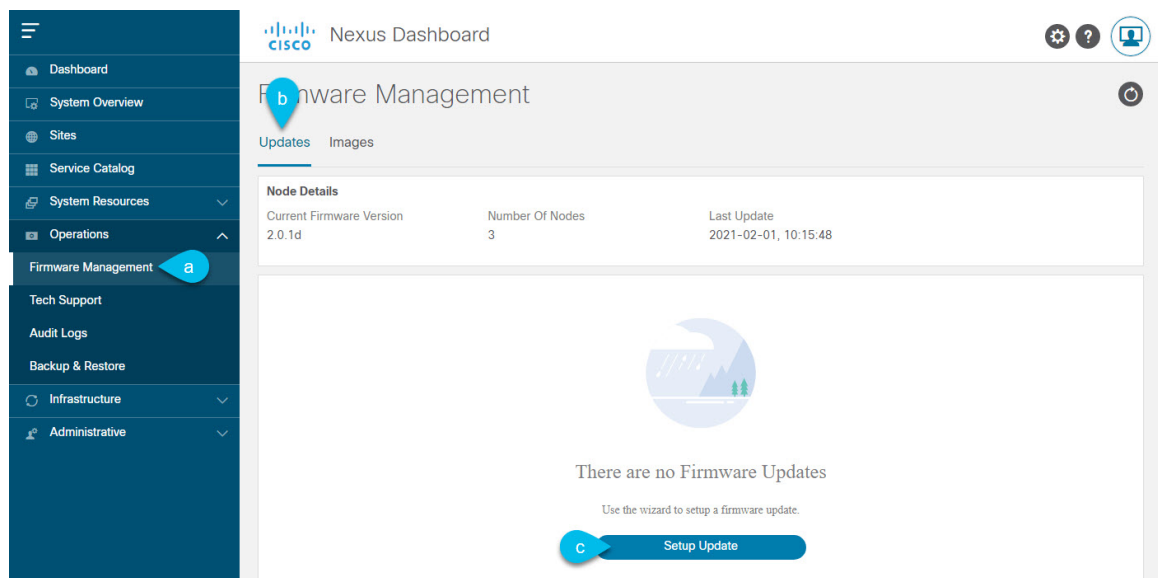 CISCO Nexus Dashboard
?
Dashboard
System Overview
Sites
Service Catalog
System Resources
Operations
Firmware Management a
Tech Support
Audit Logs
Backup & Restore
Infrastructure
Administrative
Management
b
Updates Images
Node Details
Current Firmware Version Number Of Nodes Last Update
2.0.1d 3 2021-02-01, 10:15:48
There are no Firmware Updates
Use the wizard to setup a firmware update.
c Setup Update